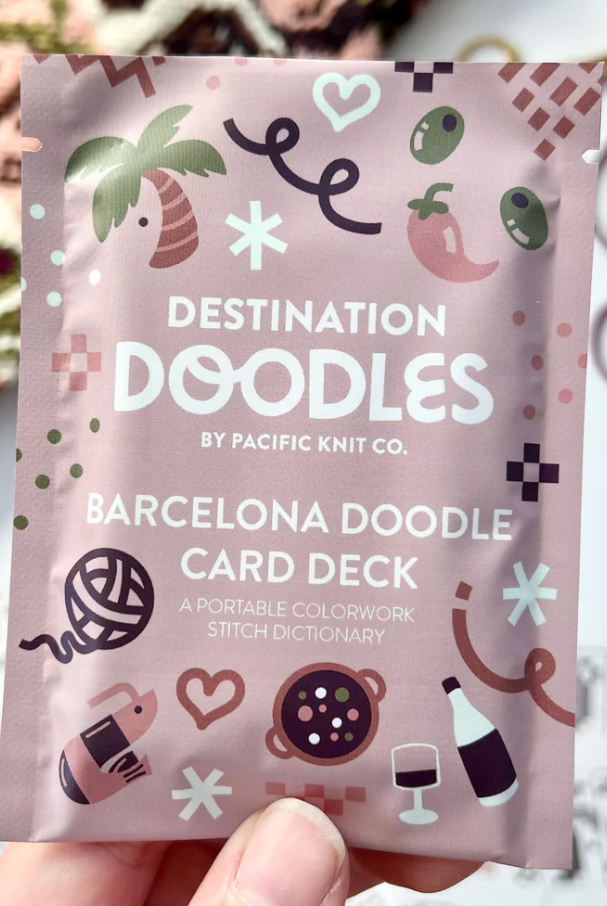 DESTINATION
DOODLES
BY PACIFIC KNIT CO.
BARCELONA DOODLE
CARD DECK
A PORTABLE COLORWORK
STITCH DICTIONARY